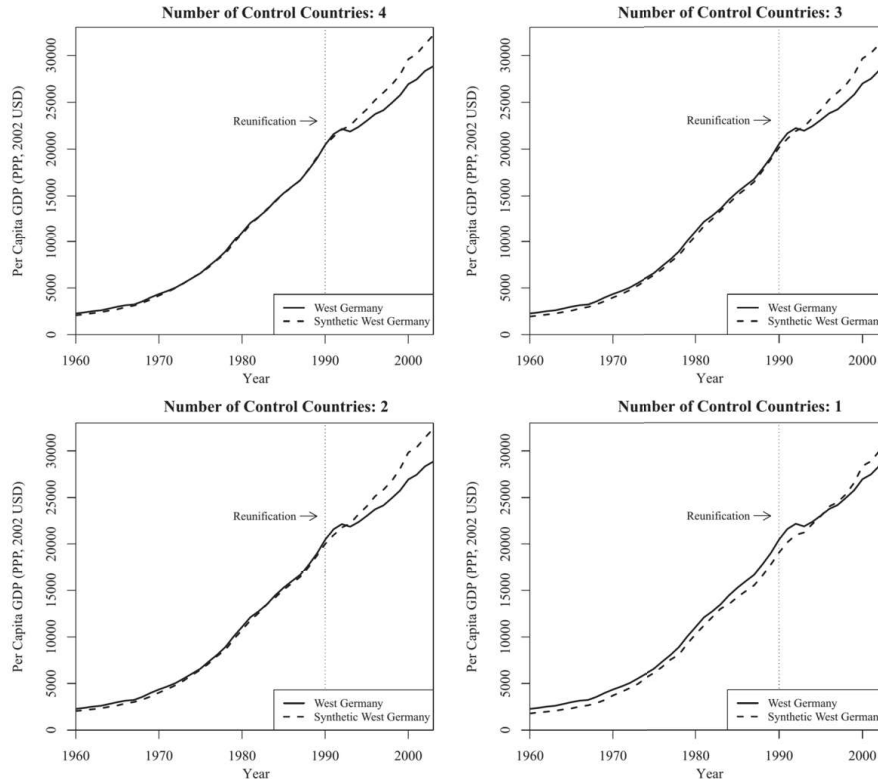 Number of Control Countries: 4
Per Capita GDP (PPP, 2002 USD)
30000
25000
20000
15000
10000
5000
0
Reunification
West Germany
Synthetic West Germany
1960
1970
1980
1990
2000
Year
Number of Control Countries: 3
Per Capita GDP (PPP, 2002 USD)
30000
25000
20000
15000
10000
5000
0
Reunification
West Germany
Synthetic West Germany
1960
1970
1980
1990
2000
Year
Number of Control Countries: 2
Per Capita GDP (PPP, 2002 USD)
30000
25000
20000
15000
10000
5000
0
Reunification
West Germany
Synthetic West Germany
1960
1970
1980
1990
2000
Year
Number of Control Countries: 1
Per Capita GDP (PPP, 2002 USD)
30000
25000
20000
15000
10000
5000
0
Reunification
West Germany
Synthetic West Germany
1960
1970
1980
1990
2000
Year